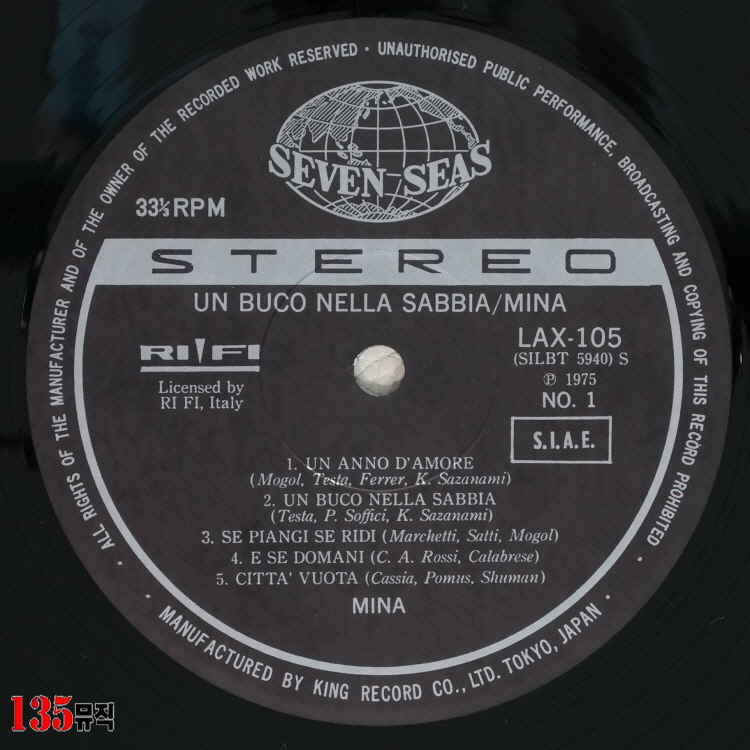 ALL RIGHTS OF THE MANUFACTURER AND OF THE OWNER OF THE RECORDED WORK RESERVED · UNAUTHORISED PUBLIC PERFORMANCE, BROADCASTING AND COPYING OF THIS RECORD PROHIBITED
SEVEN SEAS
33⅓RPM
STEREO
UN BUCO NELLA SABBIA/MINA
RI FI
Licensed by
RI FI, Italy
LAX-105
(SILBT 5940) S
Ⓟ 1975
NO. 1
S.I.A.E.
1. UN ANNO D'AMORE
(Mogol, Testa, Ferrer, K. Sazanami)
2. UN BUCO NELLA SABBIA
(Testa, P. Soffici, K. Sazanami)
3. SE PIANGI SE RIDI (Marchetti, Satti, Mogol)
4. E SE DOMANI (C. A. Rossi, Calabrese)
5. CITTA' VUOTA (Cassia, Pomus, Shuman)
MINA
· MANUFACTURED BY KING RECORD CO., LTD. TOKYO, JAPAN ·
135뮤직